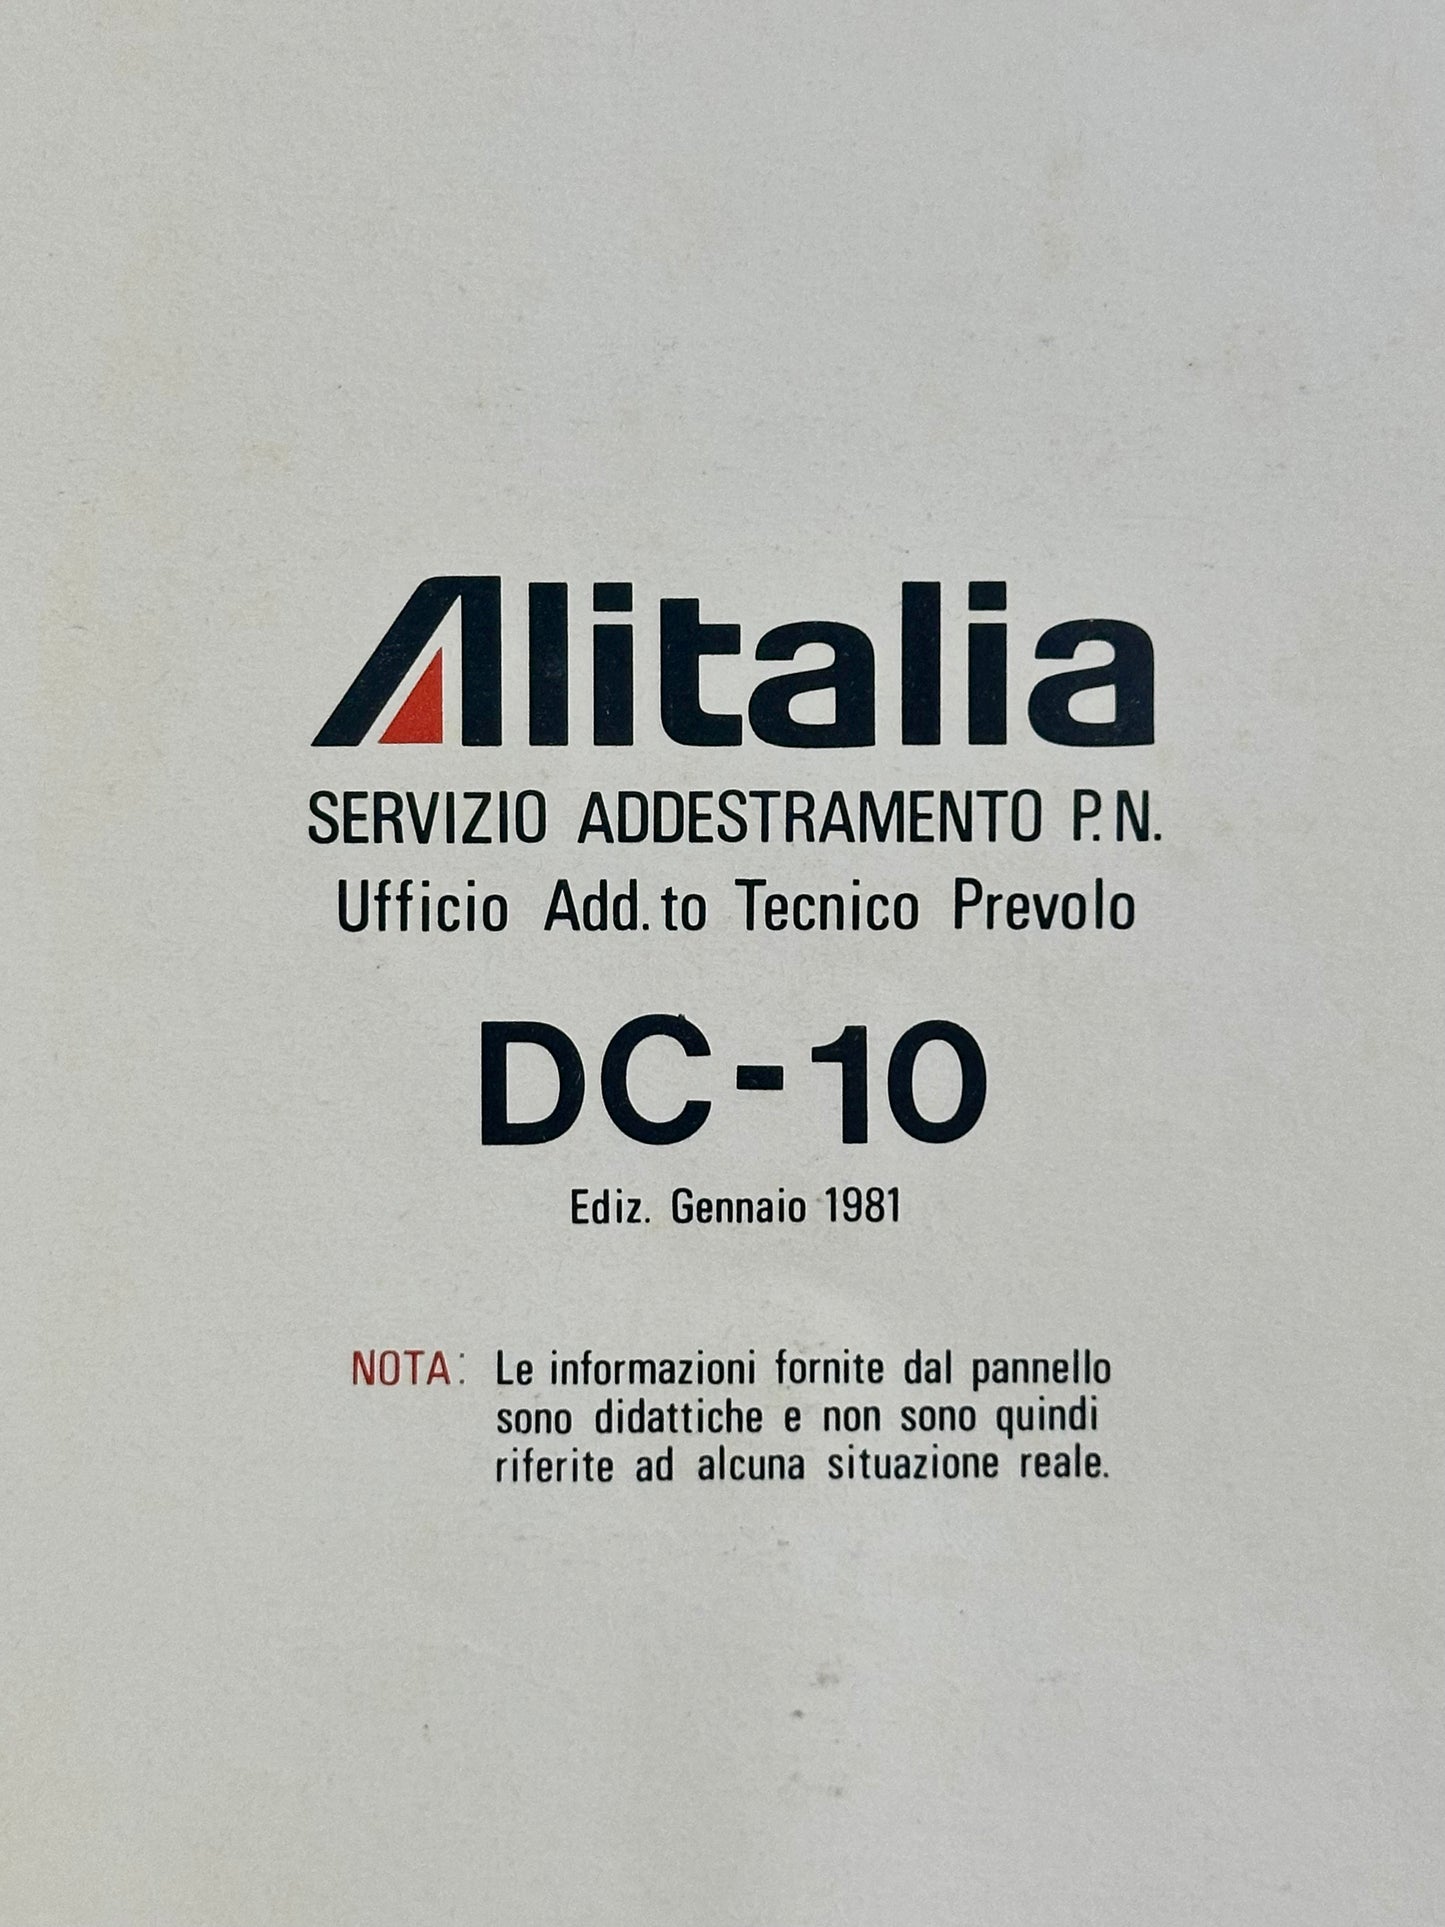 Alitalia
SERVIZIO ADDESTRAMENTO P.N.
Ufficio Add.to Tecnico Prevolo
DC-10
Ediz. Gennaio 1981
NOTA: Le informazioni fornite dal pannello
sono didattiche e non sono quindi
riferite ad alcuna situazione reale.